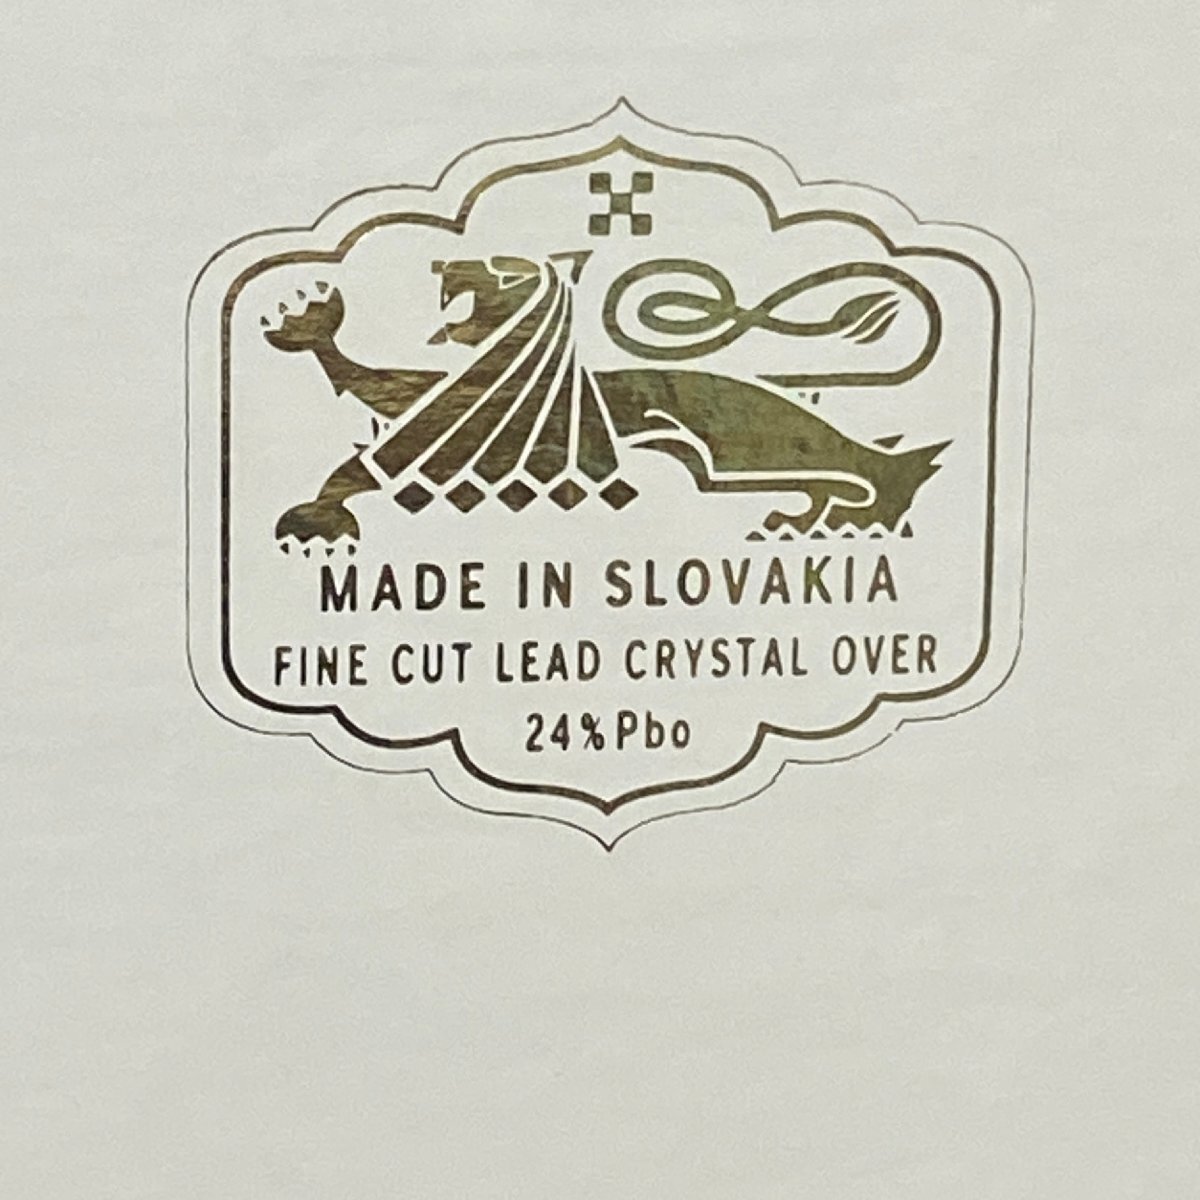 MADE IN SLOVAKIA
FINE CUT LEAD CRYSTAL OVER
24% Pbo